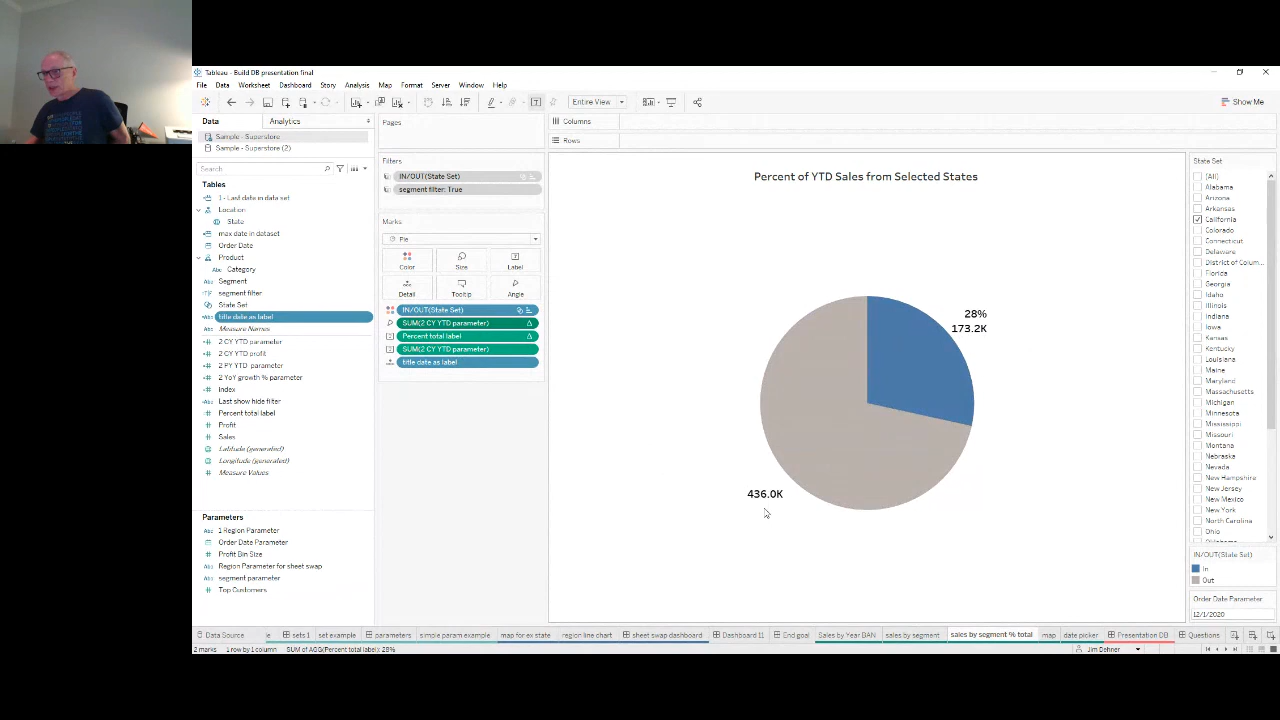 Tableau - Build DB presentation final
File Data Worksheet Dashboard Story Analysis Map Format Server Window Help
Entire View
Show Me
Data Analytics
Sample - Superstore
Sample - Superstore (2)
Search
Tables
1 - Last date in data set
Location
State
max date in dataset
Order Date
Product
Category
Segment
segment filter
State Set
title date as label
Measure Names
2 CY YTD parameter
2 CY YTD profit
2 PY YTD parameter
2 YoY growth % parameter
Index
Last show hide filter
Percent total label
Profit
Sales
Latitude (generated)
Longitude (generated)
Measure Values
Parameters
1 Region Parameter
Order Date Parameter
Profit Bin Size
Region Parameter for sheet swap
segment parameter
Top Customers
Pages
Filters
IN/OUT(State Set)
segment filter: True
Marks
Pie
Color Size Label
Detail Tooltip Angle
IN/OUT(State Set)
SUM(2 CY YTD parameter)
Percent total label
SUM(2 CY YTD parameter)
title date as label
Columns
Rows
Percent of YTD Sales from Selected States
28%
173.2K
436.0K
State Set
(All)
Alabama
Arizona
Arkansas
California
Colorado
Connecticut
Delaware
District of Colum...
Florida
Georgia
Idaho
Illinois
Indiana
Iowa
Kansas
Kentucky
Louisiana
Maine
Maryland
Massachusetts
Michigan
Minnesota
Mississippi
Missouri
Montana
Nebraska
Nevada
New Hampshire
New Jersey
New Mexico
New York
North Carolina
Ohio
Oklahoma
IN/OUT(State Set)
In
Out
Order Date Parameter
12/1/2020
Data Source sets 1 set example parameters simple param example map for ex state region line chart sheet swap dashboard Dashboard 11 End goal Sales by Year BAN sales by segment sales by segment % total map date picker Presentation DB Questions
2 marks 1 row by 1 column SUM of AGG(Percent total label): 28% Jim Dehner